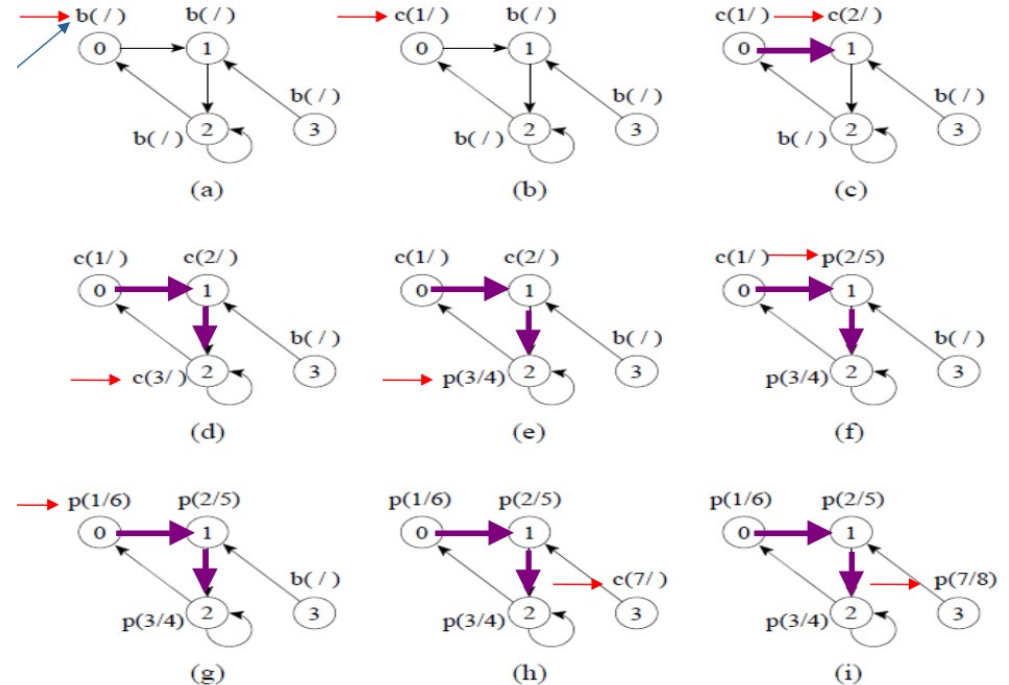 b( / ) b( / )
0 1
b( / )
b( / ) 2 3
(a)
c(1/ ) b( / )
0 1
b( / )
b( / ) 2 3
(b)
c(1/ ) c(2/ )
0 1
b( / )
b( / ) 2 3
(c)
c(1/ ) c(2/ )
0 1
b( / )
c(3/ ) 2 3
(d)
c(1/ ) c(2/ )
0 1
b( / )
p(3/4) 2 3
(e)
c(1/ ) p(2/5)
0 1
b( / )
p(3/4) 2 3
(f)
p(1/6) p(2/5)
0 1
b( / )
p(3/4) 2 3
(g)
p(1/6) p(2/5)
0 1
c(7/ )
p(3/4) 2 3
(h)
p(1/6) p(2/5)
0 1
p(7/8)
p(3/4) 2 3
(i)